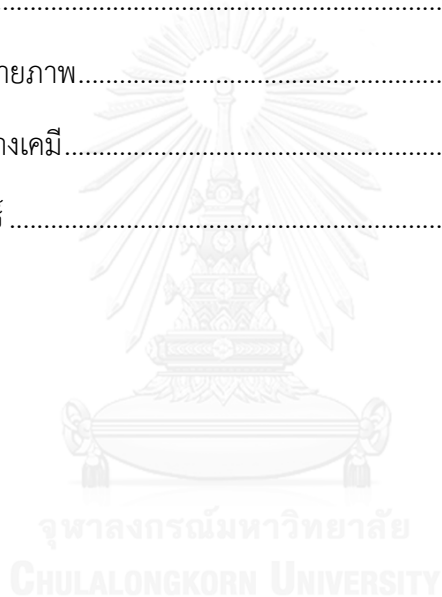 ..............................................................................
ายภาพ..............................................................
างเคมี................................................................
์ ..........................................................................
จุฬาลงกรณ์มหาวิทยาลัย
CHULALONGKORN UNIVERSITY